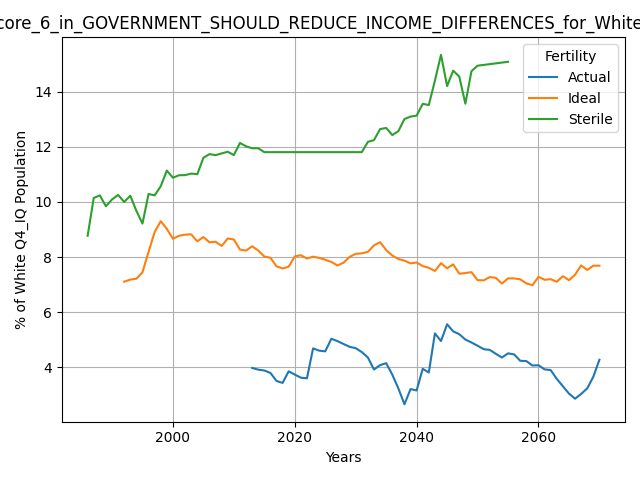 core_6_in_GOVERNMENT_SHOULD_REDUCE_INCOME_DIFFERENCES_for_White
Fertility
Actual
Ideal
Sterile
% of White Q4_IQ Population
14
12
10
8
6
4
2000 2020 2040 2060
Years